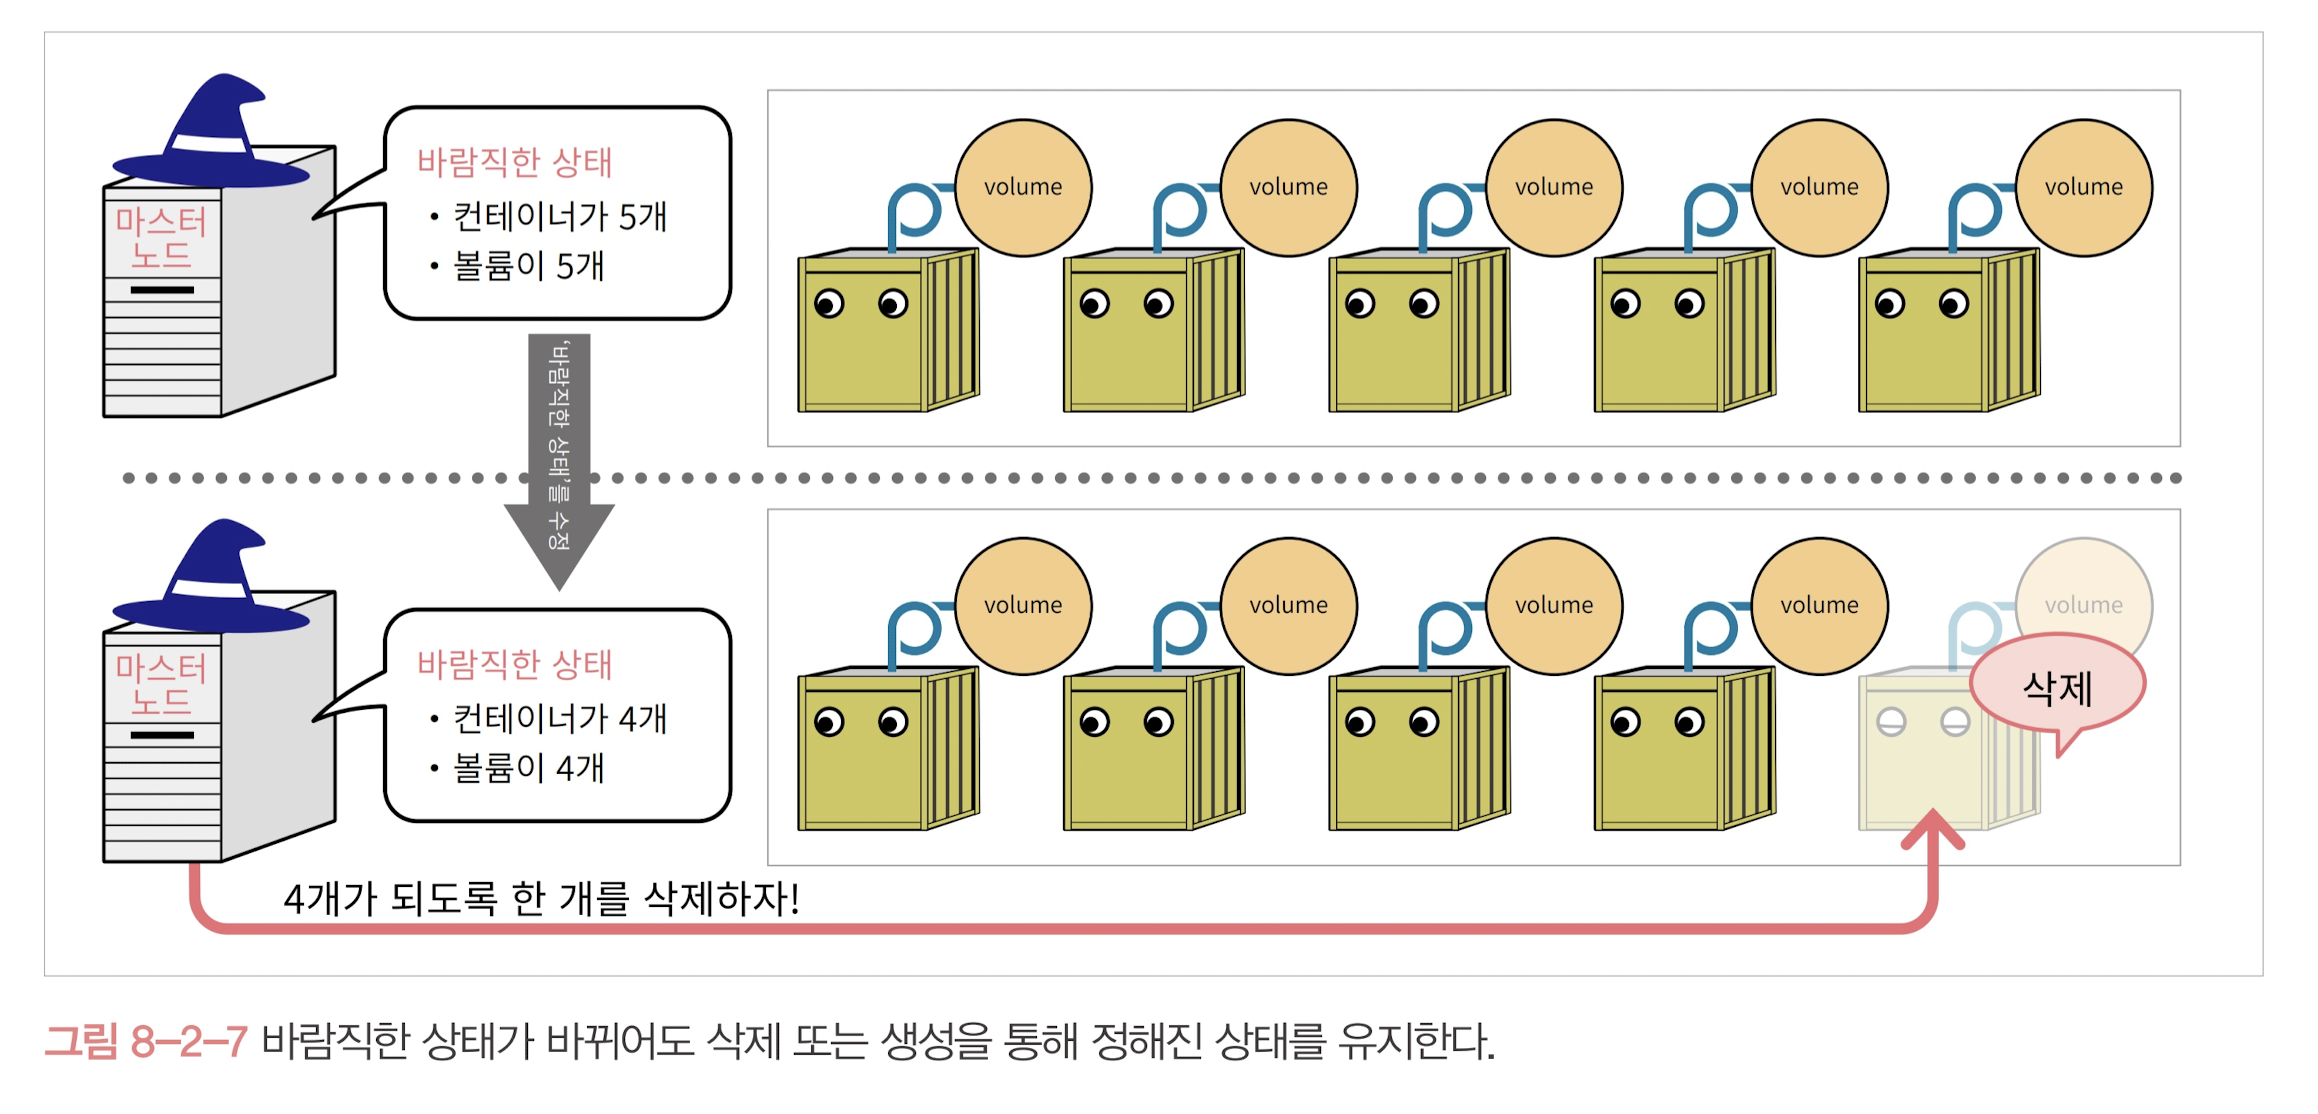 마스터
노드
바람직한 상태
• 컨테이너가 5개
• 볼륨이 5개
volume
volume
volume
volume
volume
'바람직한 상태'를 수정
마스터
노드
바람직한 상태
• 컨테이너가 4개
• 볼륨이 4개
volume
volume
volume
volume
volume
삭제
4개가 되도록 한 개를 삭제하자!
그림 8-2-7 바람직한 상태가 바뀌어도 삭제 또는 생성을 통해 정해진 상태를 유지한다.